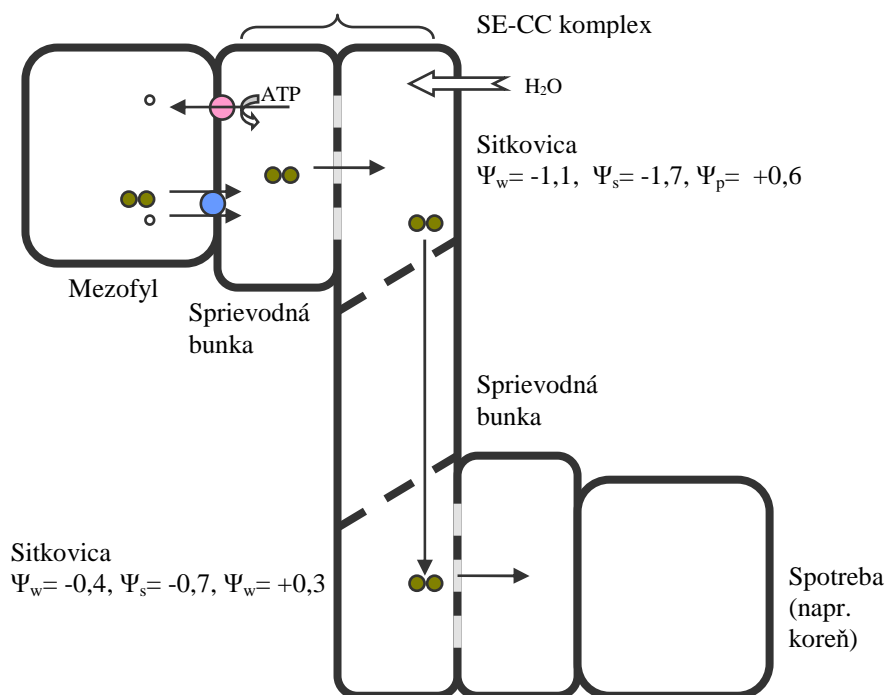 SE-CC komplex
ATP
H₂O
Sitkovica
Ψw= -1,1, Ψs= -1,7, Ψp= +0,6
Mezofyl
Sprievodná
bunka
Sprievodná
bunka
Sitkovica
Ψw= -0,4, Ψs= -0,7, Ψw= +0,3
Spotreba
(napr.
koreň)